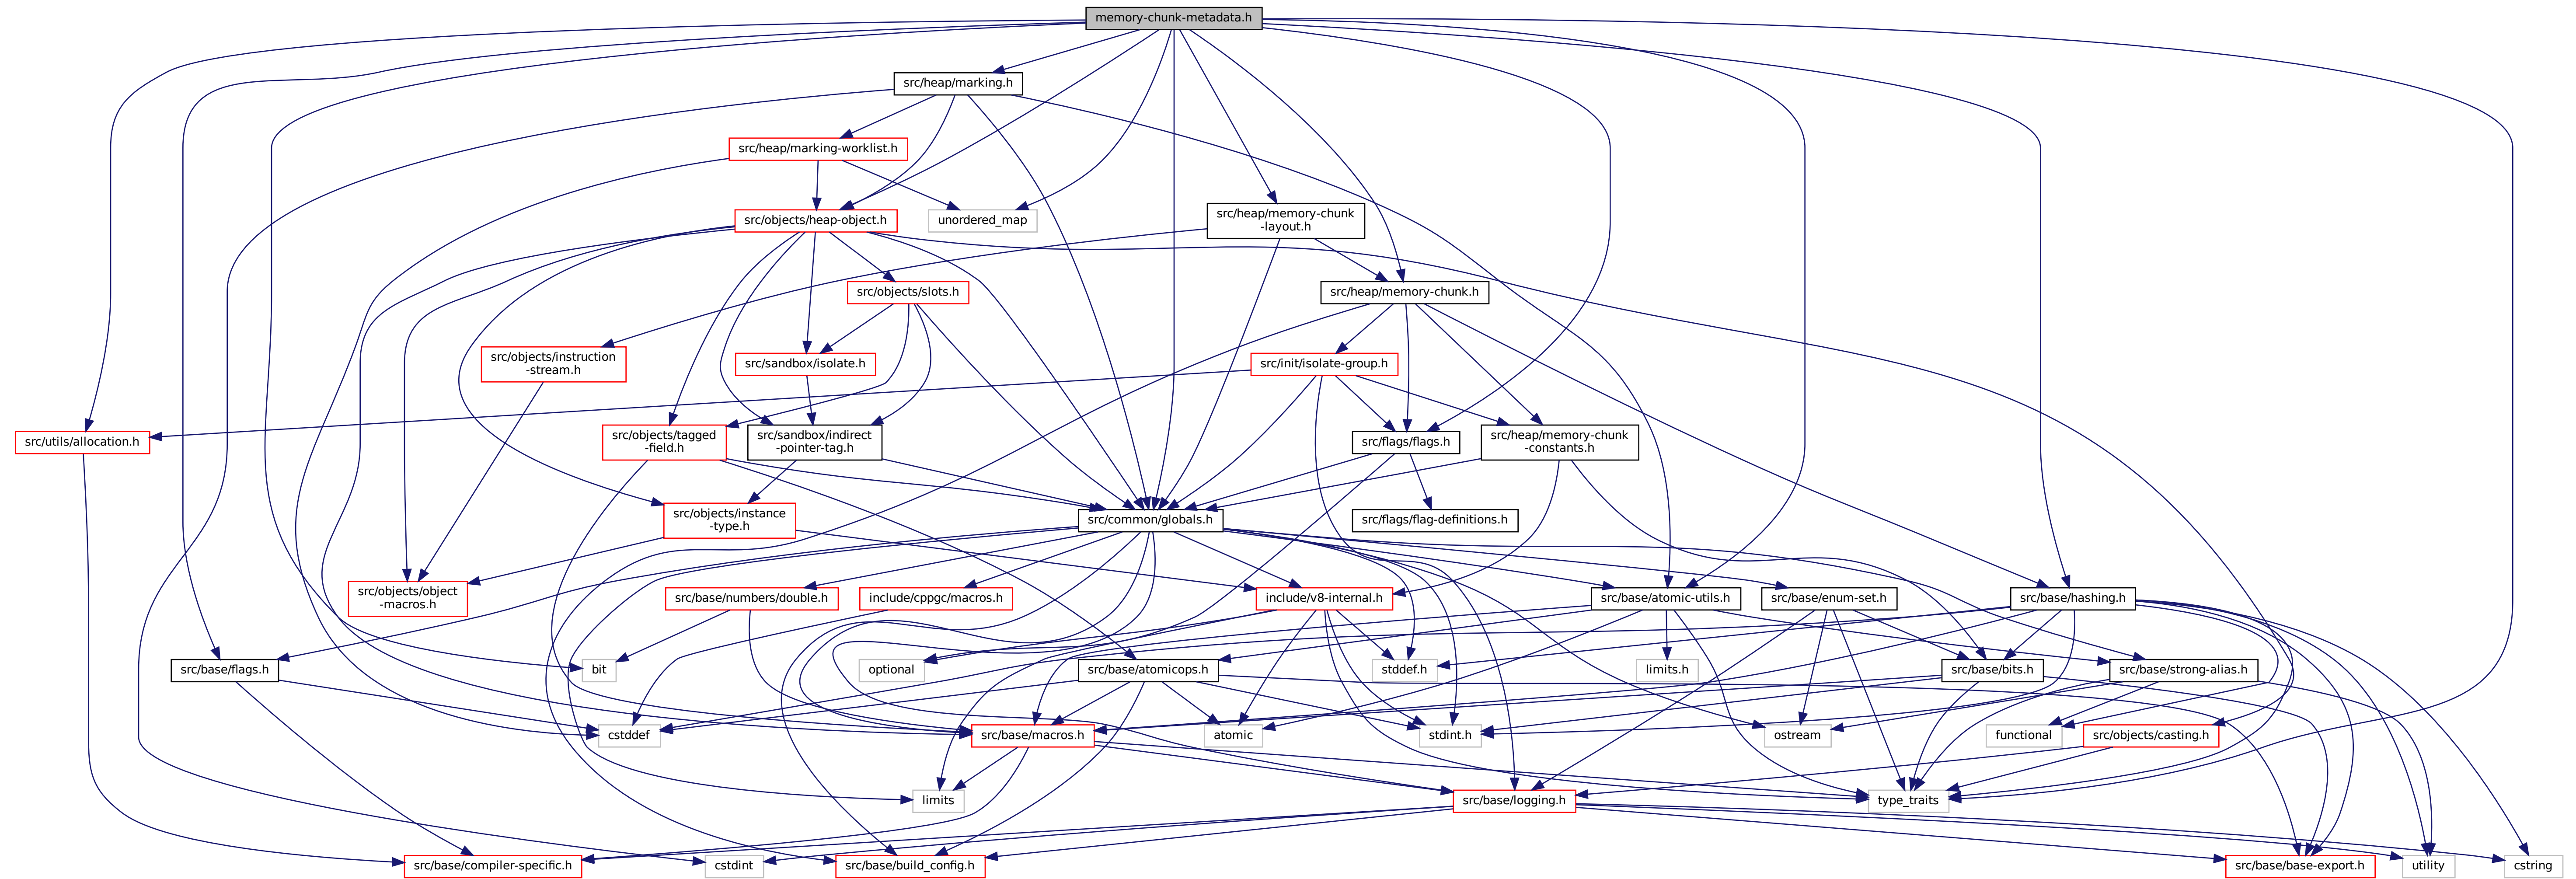 memory-chunk-metadata.h
src/heap/marking.h
src/heap/marking-worklist.h
src/objects/heap-object.h
unordered_map
src/heap/memory-chunk
-layout.h
src/objects/slots.h
src/heap/memory-chunk.h
src/objects/instruction
-stream.h
src/sandbox/isolate.h
src/init/isolate-group.h
src/utils/allocation.h
src/objects/tagged
-field.h
src/sandbox/indirect
-pointer-tag.h
src/flags/flags.h
src/heap/memory-chunk
-constants.h
src/objects/instance
-type.h
src/common/globals.h
src/flags/flag-definitions.h
src/objects/object
-macros.h
src/base/numbers/double.h
include/cppgc/macros.h
include/v8-internal.h
src/base/atomic-utils.h
src/base/enum-set.h
src/base/hashing.h
src/base/flags.h
bit
optional
src/base/atomicops.h
stddef.h
limits.h
src/base/bits.h
src/base/strong-alias.h
cstddef
src/base/macros.h
atomic
stdint.h
ostream
functional
src/objects/casting.h
limits
src/base/logging.h
type_traits
src/base/compiler-specific.h
cstdint
src/base/build_config.h
src/base/base-export.h
utility
cstring